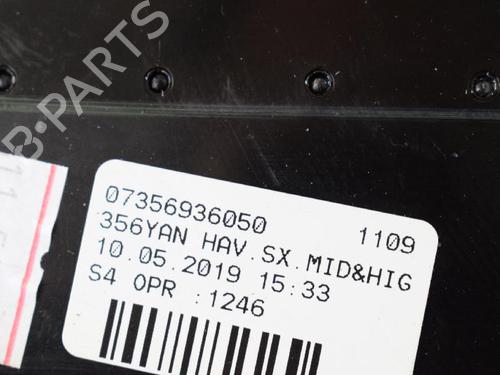 B-PARTS
07356936050 1109
356YAN HAV.SX.MID&HIG
10.05.2019 15:33
S4 OPR :1246